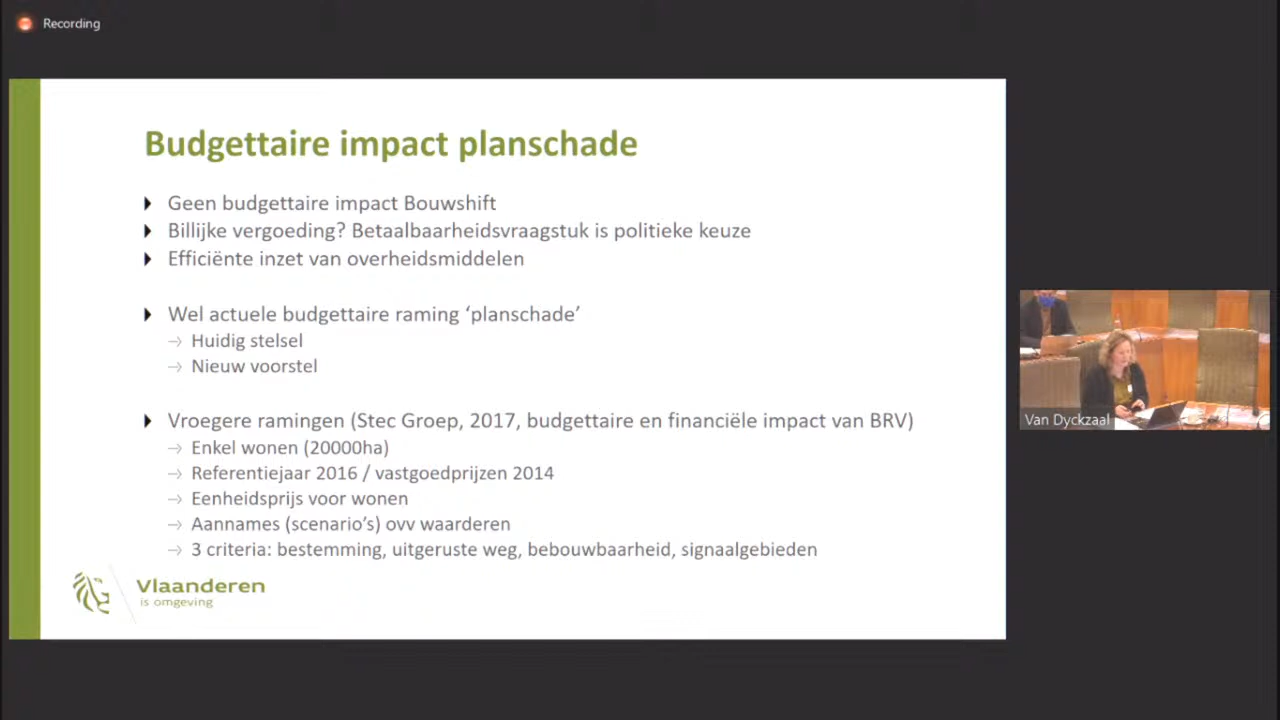 Recording
Budgettaire impact planschade
Geen budgettaire impact Bouwshift
Billijke vergoeding? Betaalbaarheidsvraagstuk is politieke keuze
Efficiënte inzet van overheidsmiddelen
Wel actuele budgettaire raming ‘planschade’
→ Huidig stelsel
→ Nieuw voorstel
Vroegere ramingen (Stec Groep, 2017, budgettaire en financiële impact van BRV)
→ Enkel wonen (20000ha)
→ Referentiejaar 2016 / vastgoedprijzen 2014
→ Eenheidsprijs voor wonen
→ Aannames (scenario’s) ovv waarderen
→ 3 criteria: bestemming, uitgeruste weg, bebouwbaarheid, signaalgebieden
Vlaanderen
is omgeving
Van Dyckzaal